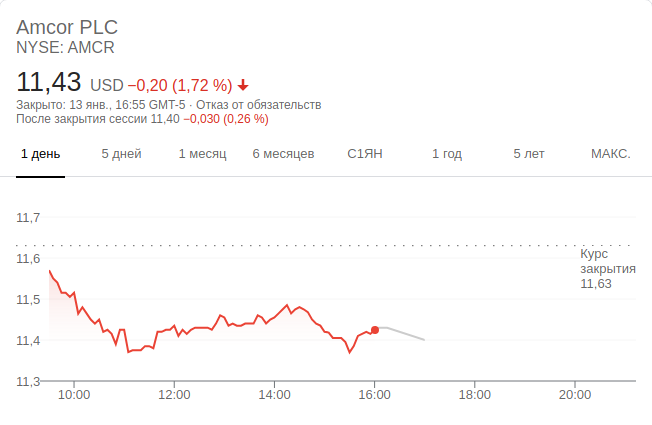 Amcor PLC
NYSE: AMCR
11,43 USD −0,20 (1,72 %)
Закрыто: 13 янв., 16:55 GMT-5 · Отказ от обязательств
После закрытия сессии 11,40 −0,030 (0,26 %)
1 день 5 дней 1 месяц 6 месяцев С1ЯН 1 год 5 лет МАКС.
11,7
11,6
11,5
11,4
11,3
Курс
закрытия
11,63
10:00 12:00 14:00 16:00 18:00 20:00